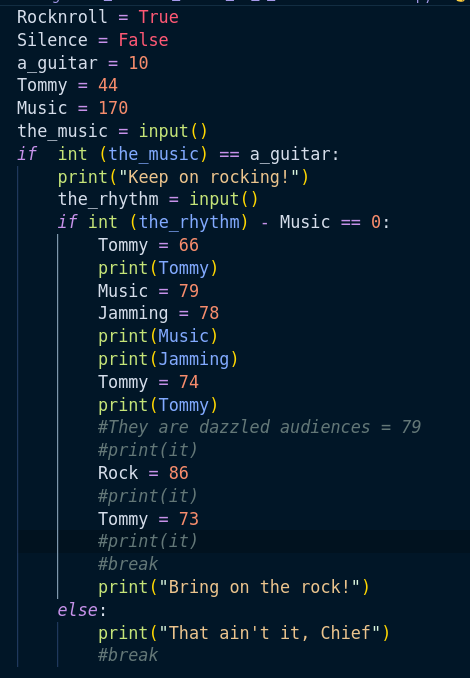 Rocknroll = True
Silence = False
a_guitar = 10
Tommy = 44
Music = 170
the_music = input()
if  int (the_music) == a_guitar:
    print("Keep on rocking!")
    the_rhythm = input()
    if int (the_rhythm) - Music == 0:
        Tommy = 66
        print(Tommy)
        Music = 79
        Jamming = 78
        print(Music)
        print(Jamming)
        Tommy = 74
        print(Tommy)
        #They are dazzled audiences = 79
        #print(it)
        Rock = 86
        #print(it)
        Tommy = 73
        #print(it)
        #break
        print("Bring on the rock!")
    else:
        print("That ain't it, Chief")
        #break